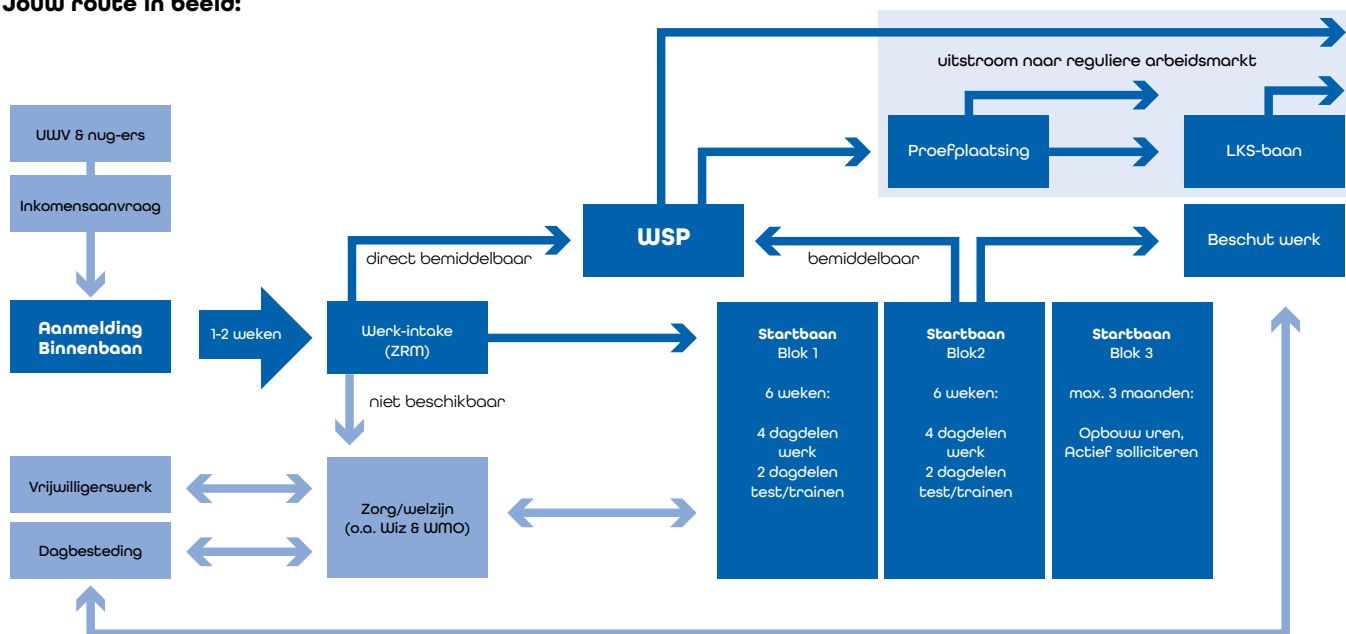 Jouw route in beeld:
uitstroom naar reguliere arbeidsmarkt
UWV & nug-ers
Inkomensaanvraag
Proefplaatsing
LKS-baan
WSP
Beschut werk
direct bemiddelbaar
bemiddelbaar
Aanmelding
Binnenbaan
1-2 weken
Werk-intake
(ZRM)
niet beschikbaar
Startbaan
Blok 1
6 weken:
4 dagdelen
werk
2 dagdelen
test/trainen
Startbaan
Blok2
6 weken:
4 dagdelen
werk
2 dagdelen
test/trainen
Startbaan
Blok 3
max. 3 maanden:
Opbouw uren,
Actief solliciteren
Vrijwilligerswerk
Dagbesteding
Zorg/welzijn
(o.a. Wiz & WMO)